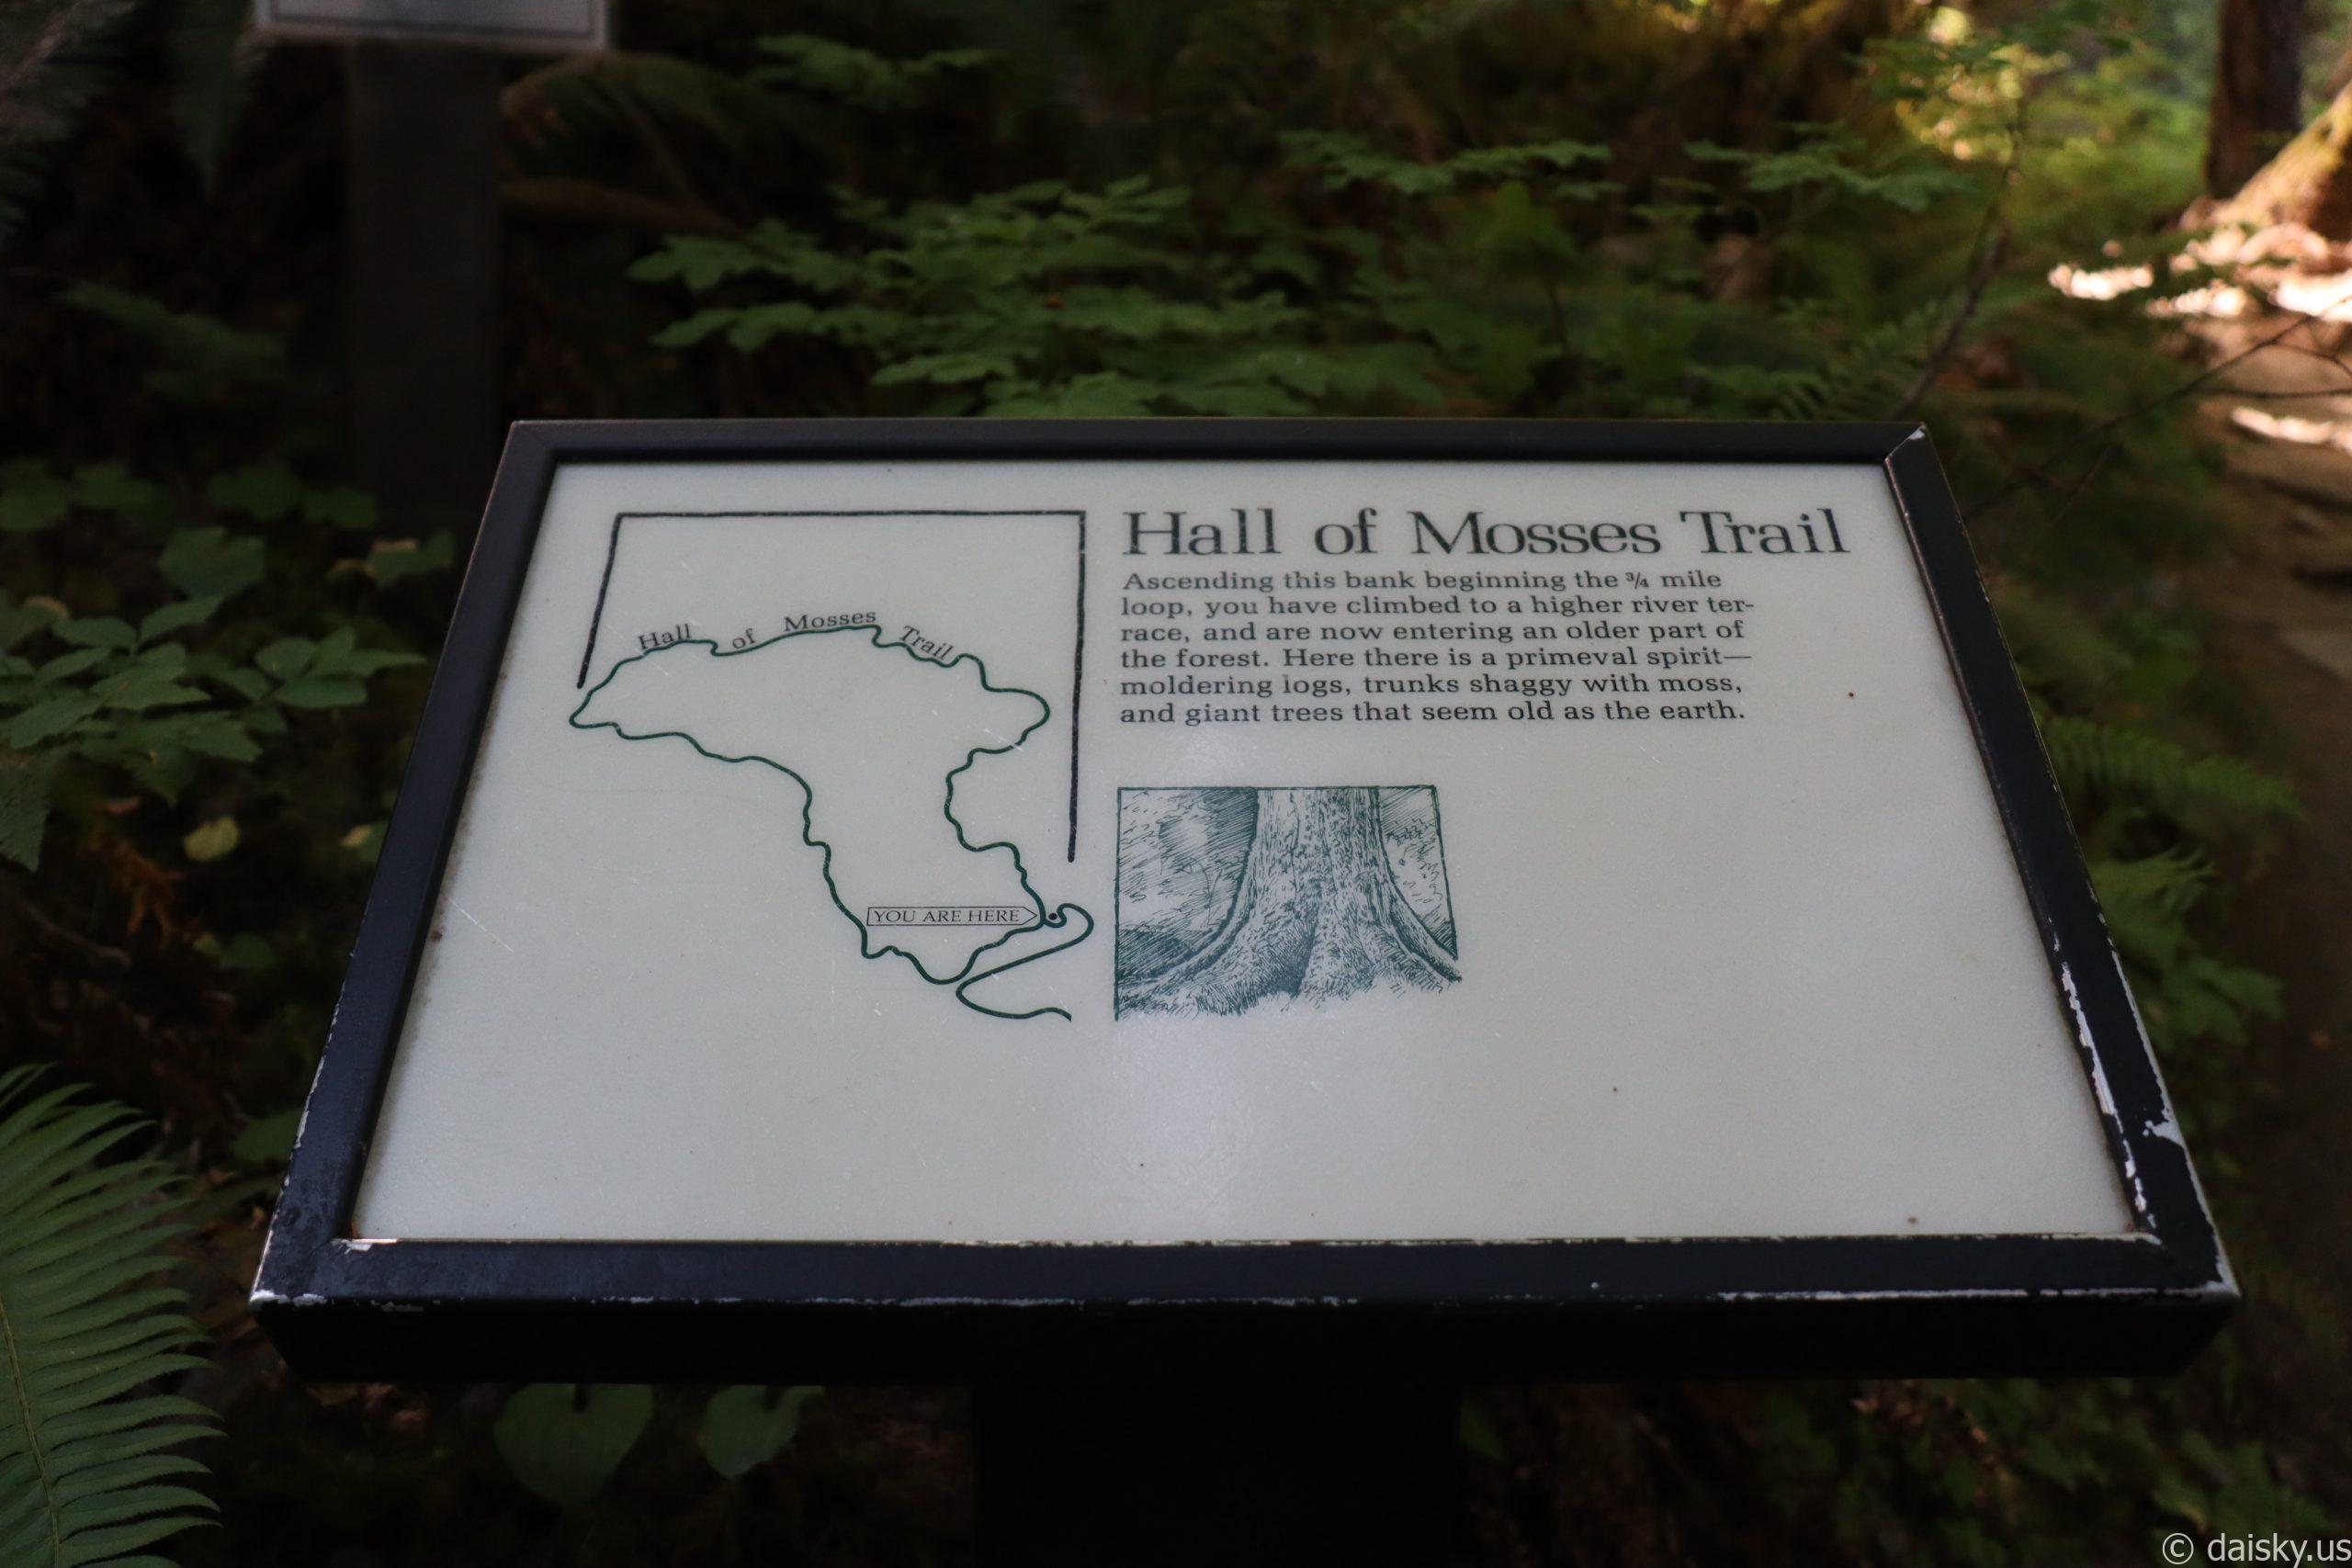 Hall of Mosses Trail
Hall of Mosses Trail
Ascending this bank beginning the ¾ mile
loop, you have climbed to a higher river ter-
race, and are now entering an older part of
the forest. Here there is a primeval spirit—
moldering logs, trunks shaggy with moss,
and giant trees that seem old as the earth.
YOU ARE HERE
© daisky.us